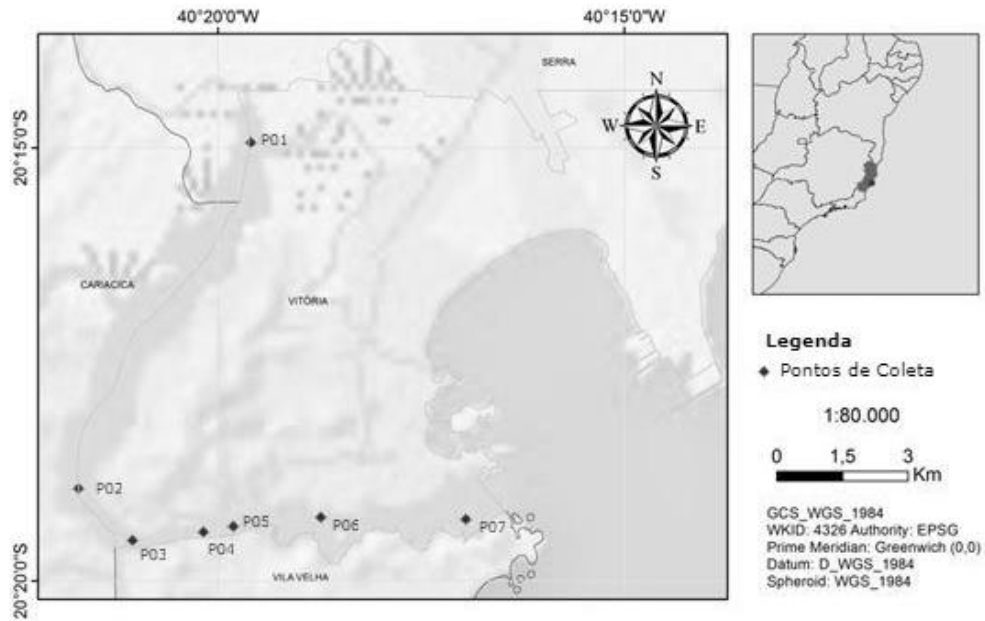 40°20'0"W
40°15'0"W
SERRA
N
W
E
S
P01
20°15'0"S
CARIACICA
VITÓRIA
Legenda
Pontos de Coleta
1:80.000
0 1,5 3
Km
P02
P03
P04
P05
P06
P07
VILA VELHA
20°20'0"S
GCS_WGS_1984
WKID: 4326 Authority: EPSG
Prime Meridian: Greenwich (0,0)
Datum: D_WGS_1984
Spheroid: WGS_1984